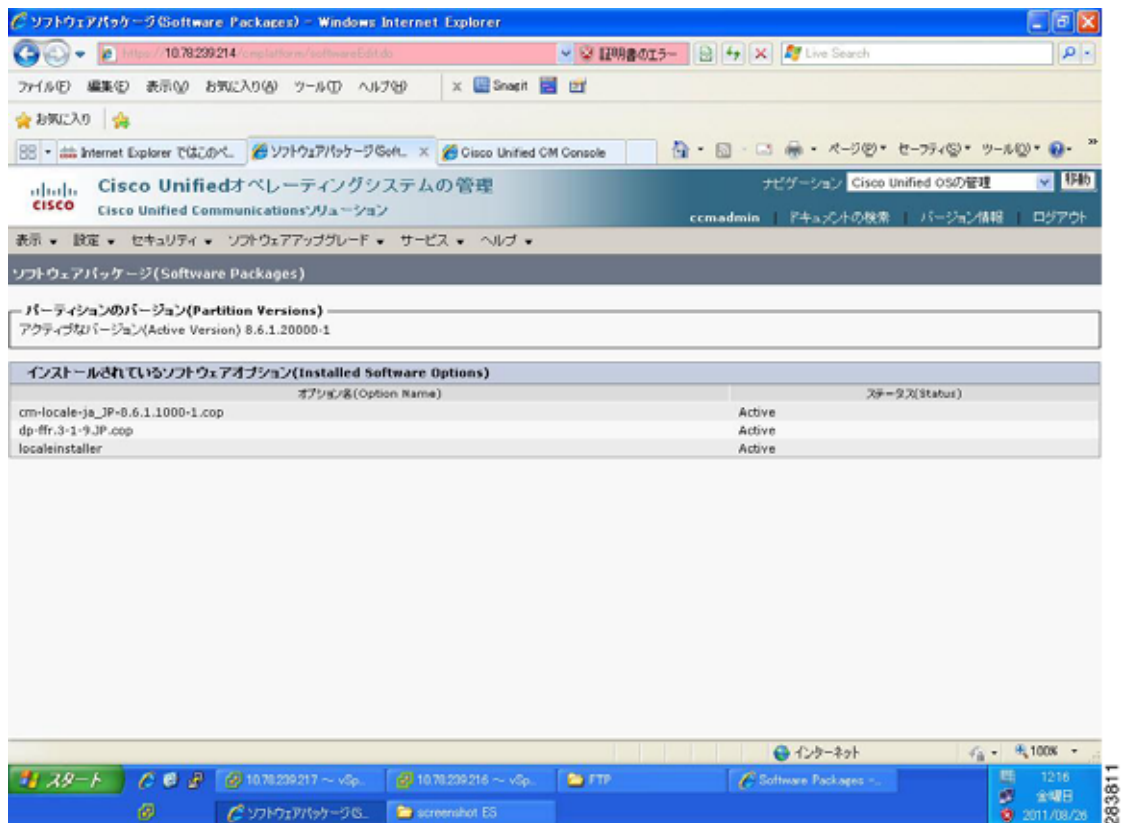 ソフトウェアパッケージ(Software Packages) - Windows Internet Explorer
https://10.78.239.214/cmplatform/softwareEdit.do 証明書のエラー Live Search
ファイル(F) 編集(E) 表示(V) お気に入り(A) ツール(T) ヘルプ(H) x Snagit
お気に入り
Internet Explorer ではこのペ... ソフトウェアパッケージ(Soft... x Cisco Unified CM Console ページ(P) セーフティ(S) ツール(O) »
cisco Cisco Unifiedオペレーティングシステムの管理 ナビゲーション Cisco Unified OSの管理 移動
Cisco Unified Communicationsソリューション ccmadmin | ドキュメントの検索 | バージョン情報 | ログアウト
表示 設定 セキュリティ ソフトウェアアップグレード サービス ヘルプ
ソフトウェアパッケージ(Software Packages)
パーティションのバージョン(Partition Versions)
アクティブなバージョン(Active Version) 8.6.1.20000-1
インストールされているソフトウェアオプション(Installed Software Options)
オプション名(Option Name) ステータス(Status)
cm-locale-ja_JP-8.6.1.1000-1.cop Active
dp-ffr.3-1-9.JP.cop Active
localeinstaller Active
インターネット 100%
スタート 10.78.239.217 ～ vSp... 10.78.239.216 ～ vSp... FTP Software Packages -... 12:16
ソフトウェアパッケージ(S... screenshot ES 金曜日
2011/08/26
283811